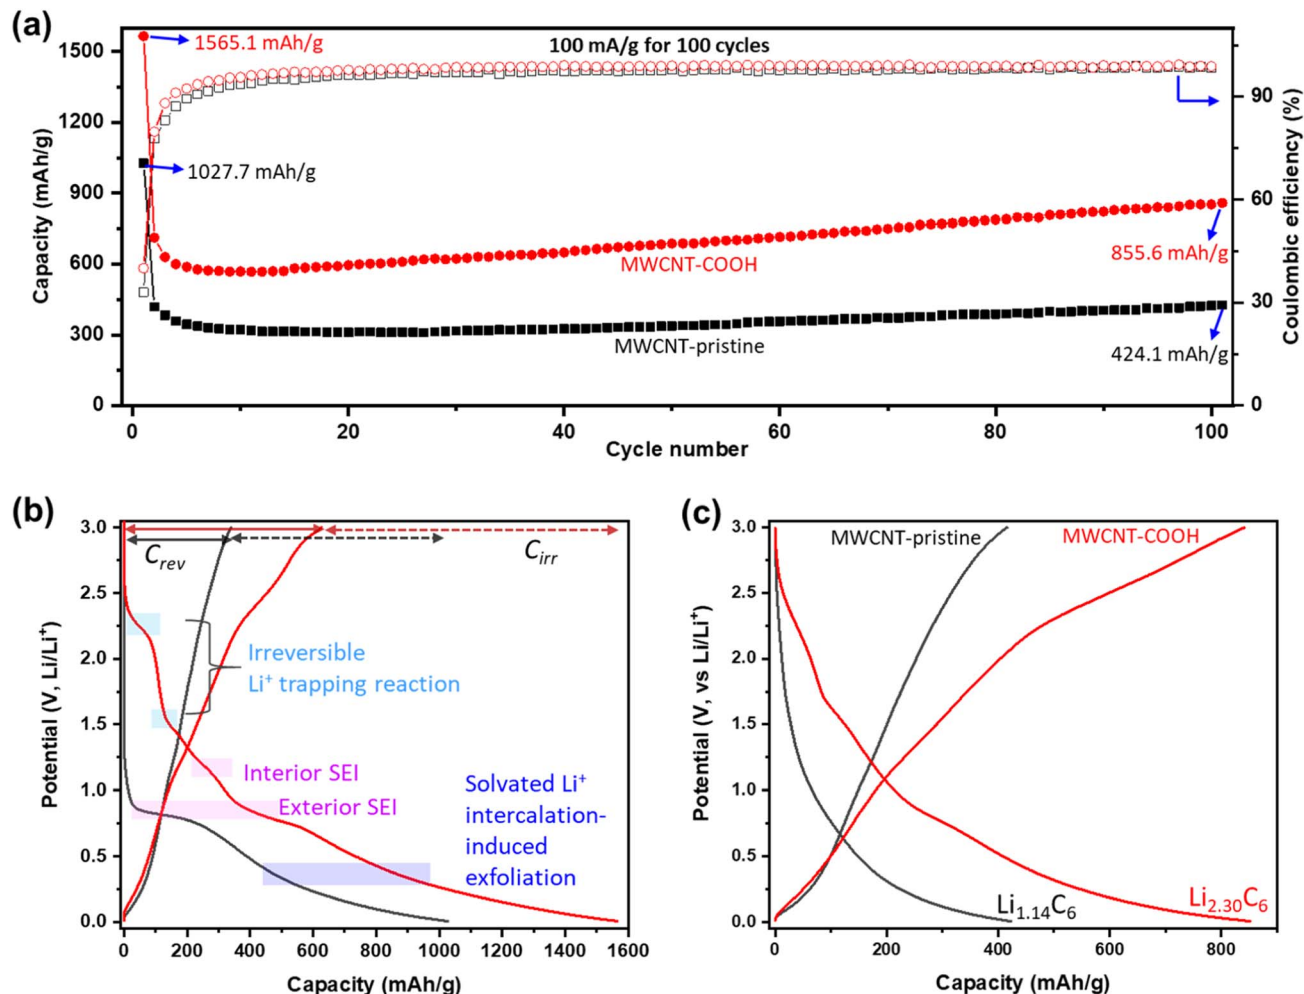 (a)
1565.1 mAh/g
100 mA/g for 100 cycles
1027.7 mAh/g
MWCNT-COOH
855.6 mAh/g
MWCNT-pristine
424.1 mAh/g
Capacity (mAh/g)
1500
1200
900
600
300
0
Coulombic efficiency (%)
90
60
30
0
0 20 40 60 80 100
Cycle number
(b)
Potential (V, Li/Li⁺)
3.0
2.5
2.0
1.5
1.0
0.5
0.0
C_rev
C_irr
Irreversible
Li⁺ trapping reaction
Interior SEI
Exterior SEI
Solvated Li⁺
intercalation-
induced
exfoliation
0 200 400 600 800 1000 1200 1400 1600
Capacity (mAh/g)
(c)
Potential (V, vs Li/Li⁺)
3.0
2.5
2.0
1.5
1.0
0.5
0.0
MWCNT-pristine
MWCNT-COOH
Li₁.₁₄C₆
Li₂.₃₀C₆
0 200 400 600 800
Capacity (mAh/g)